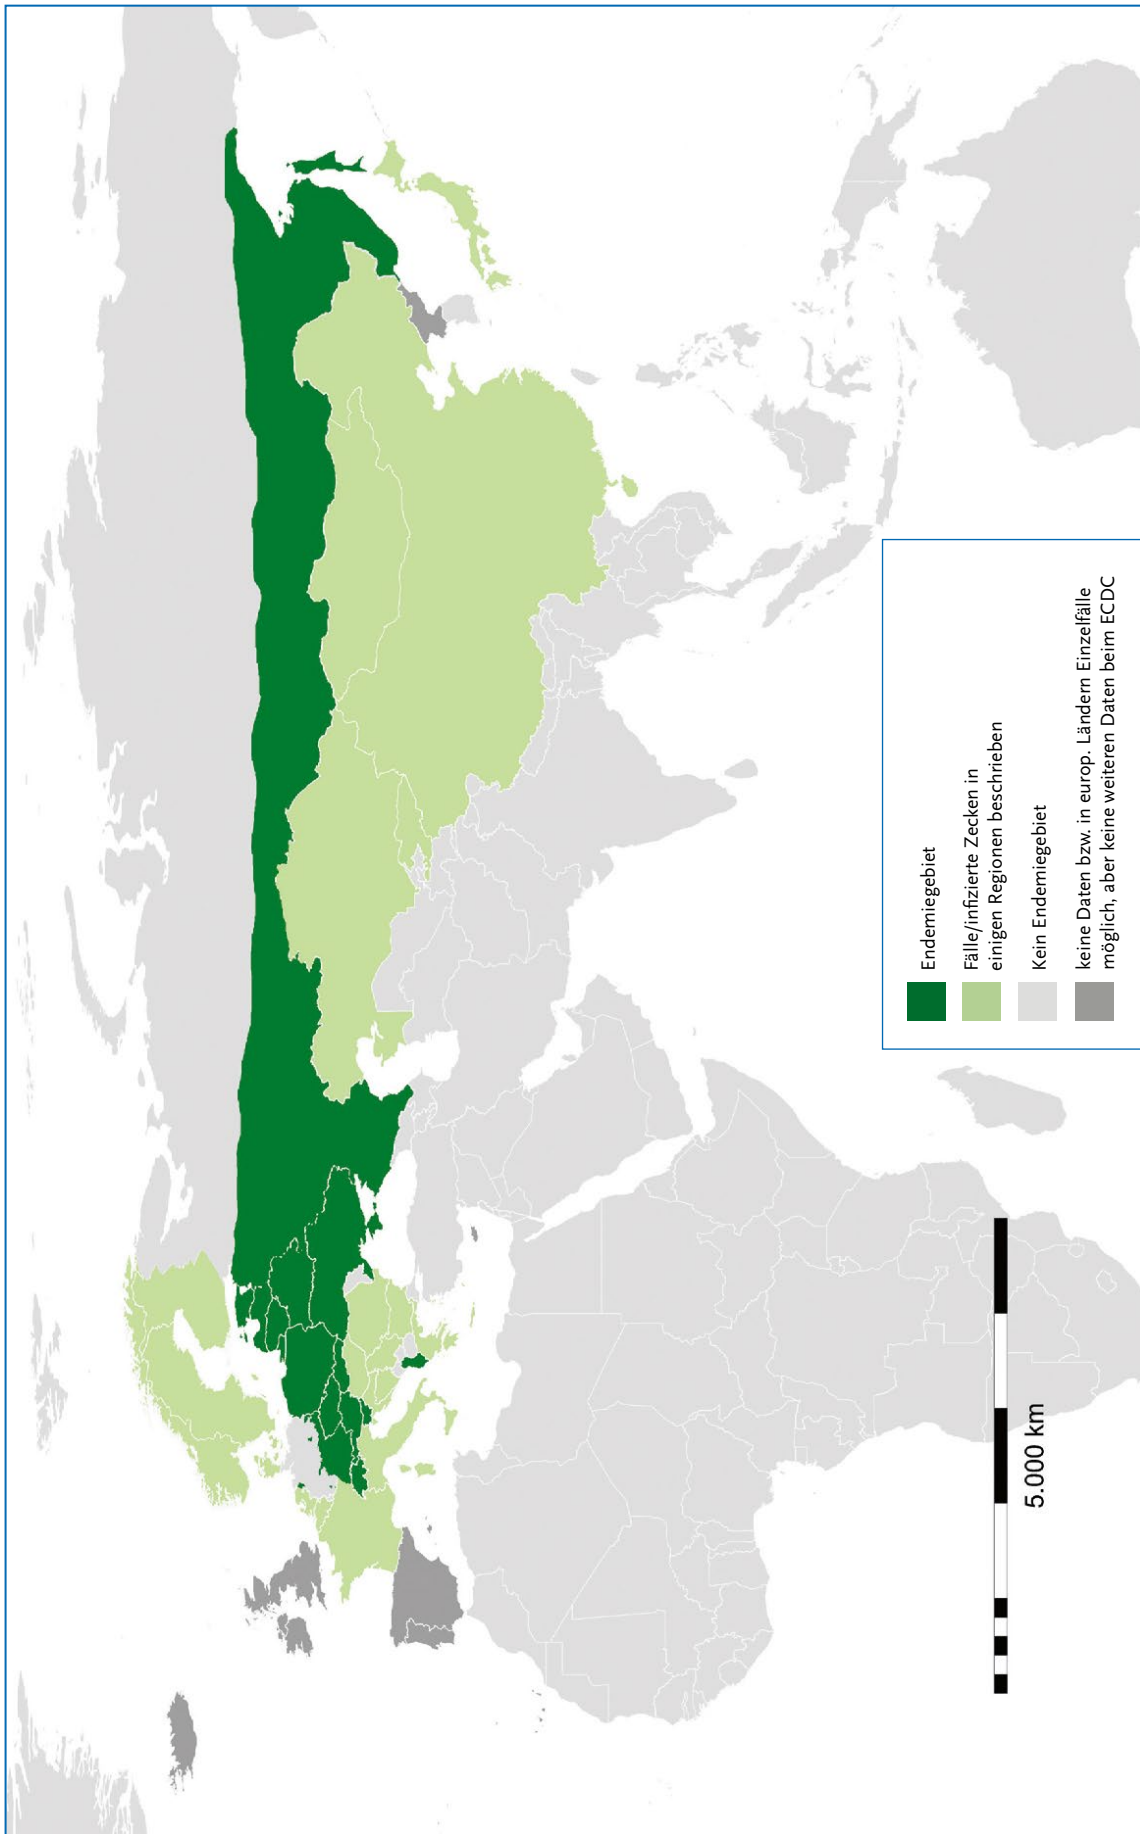 Endemiegebiet
Fälle/infizierte Zecken in
einigen Regionen beschrieben
Kein Endemiegebiet
keine Daten bzw. in europ. Ländern Einzelfälle
möglich, aber keine weiteren Daten beim ECDC
5.000 km